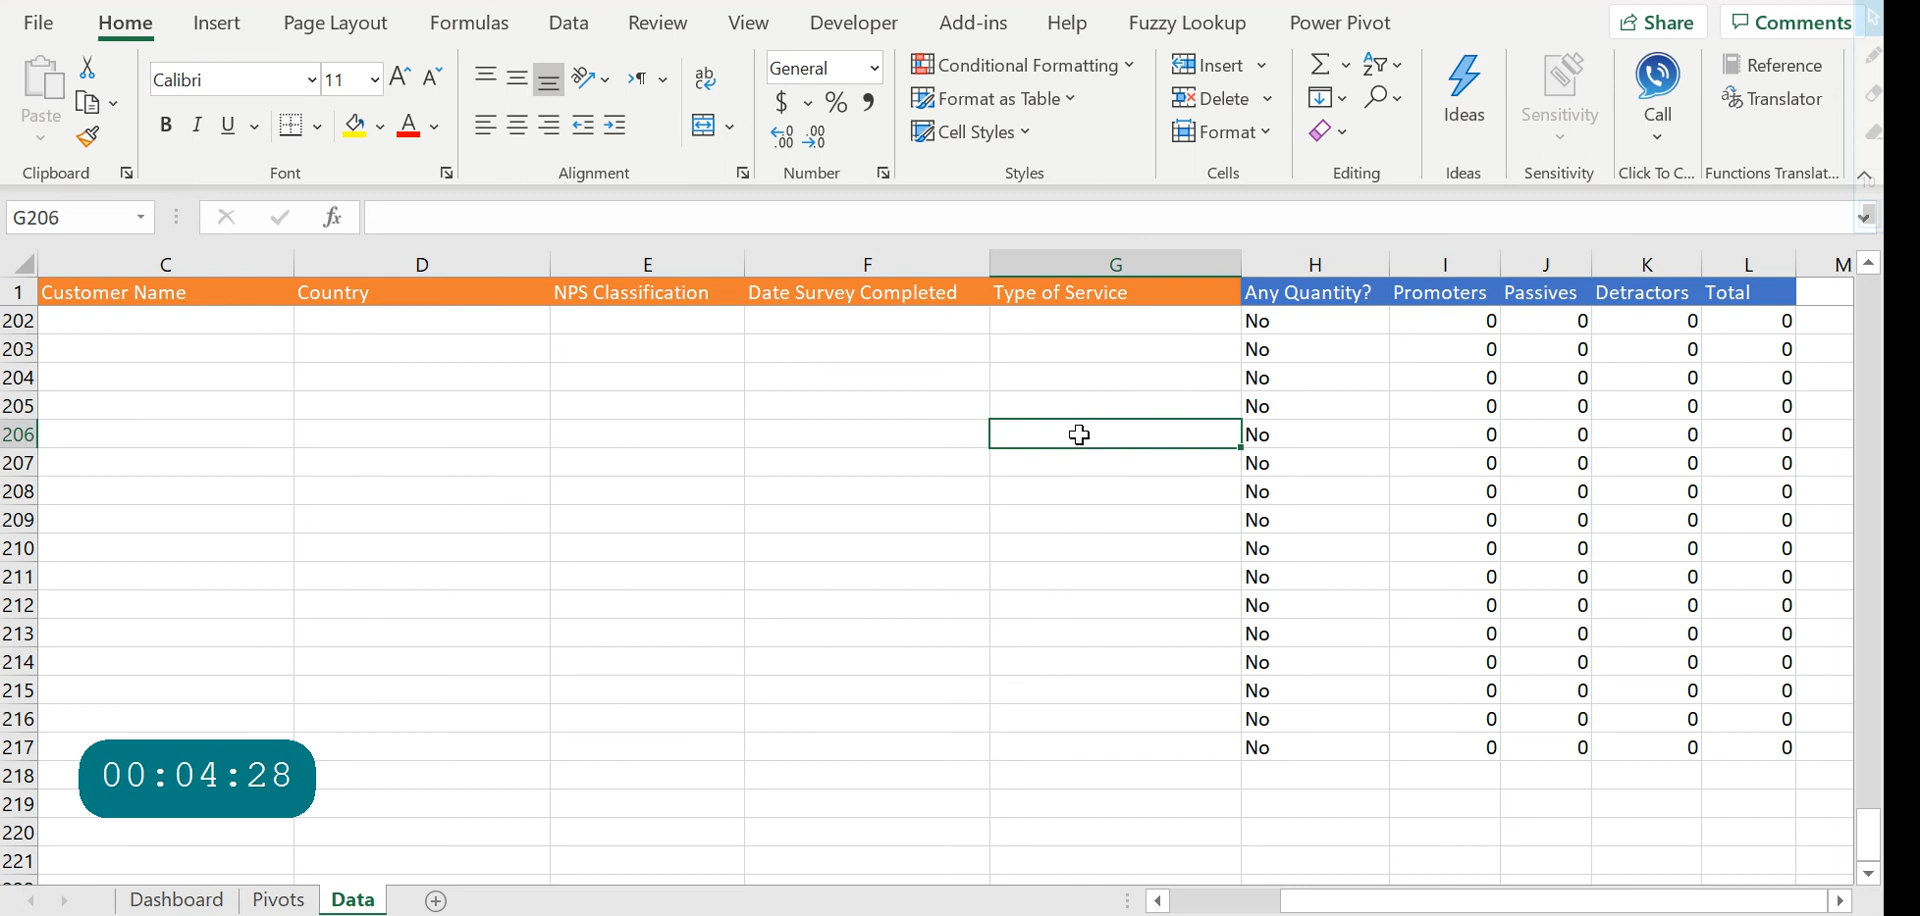 File Home Insert Page Layout Formulas Data Review View Developer Add-ins Help Fuzzy Lookup Power Pivot Share Comments
Paste Calibri 11 General Conditional Formatting Insert Ideas Sensitivity Call Reference
$ % Format as Table Delete Translator
B I U A Cell Styles Format
Clipboard Font Alignment Number Styles Cells Editing Ideas Sensitivity Click To C... Functions Translat...
G206 fx
C D E F G H I J K L M
1 Customer Name Country NPS Classification Date Survey Completed Type of Service Any Quantity? Promoters Passives Detractors Total
202 No 0 0 0 0
203 No 0 0 0 0
204 No 0 0 0 0
205 No 0 0 0 0
206 No 0 0 0 0
207 No 0 0 0 0
208 No 0 0 0 0
209 No 0 0 0 0
210 No 0 0 0 0
211 No 0 0 0 0
212 No 0 0 0 0
213 No 0 0 0 0
214 No 0 0 0 0
215 No 0 0 0 0
216 No 0 0 0 0
217 No 0 0 0 0
218
00:04:28
219
220
221
Dashboard Pivots Data